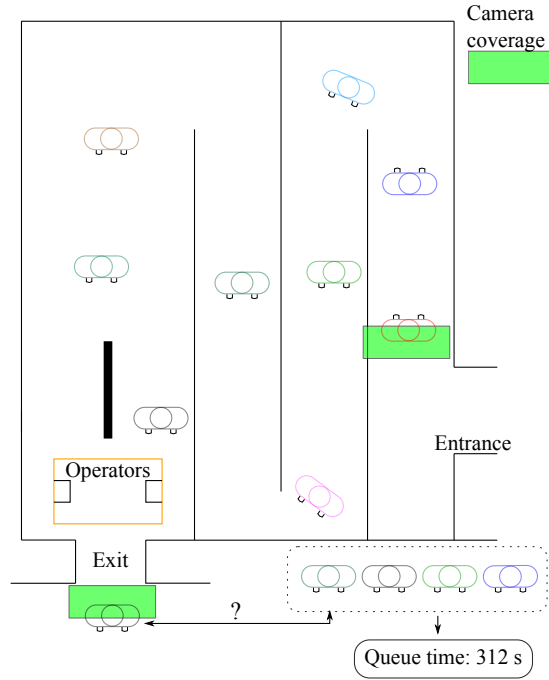 Camera
coverage
Entrance
Operators
Exit
?
Queue time: 312 s